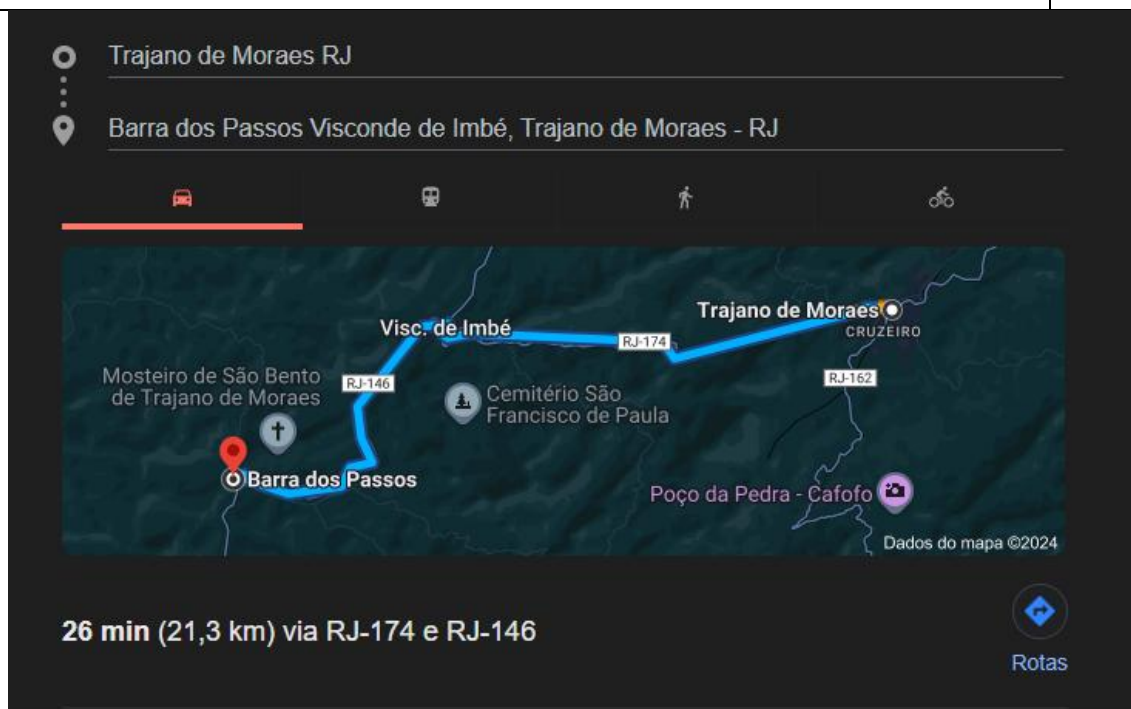 Trajano de Moraes RJ
Barra dos Passos Visconde de Imbé, Trajano de Moraes - RJ
Trajano de Moraes
CRUZEIRO
Visc. de Imbé
RJ-174
RJ-162
RJ-146
Mosteiro de São Bento
de Trajano de Moraes
Cemitério São
Francisco de Paula
Barra dos Passos
Poço da Pedra - Cafofo
Dados do mapa ©2024
26 min (21,3 km) via RJ-174 e RJ-146
Rotas